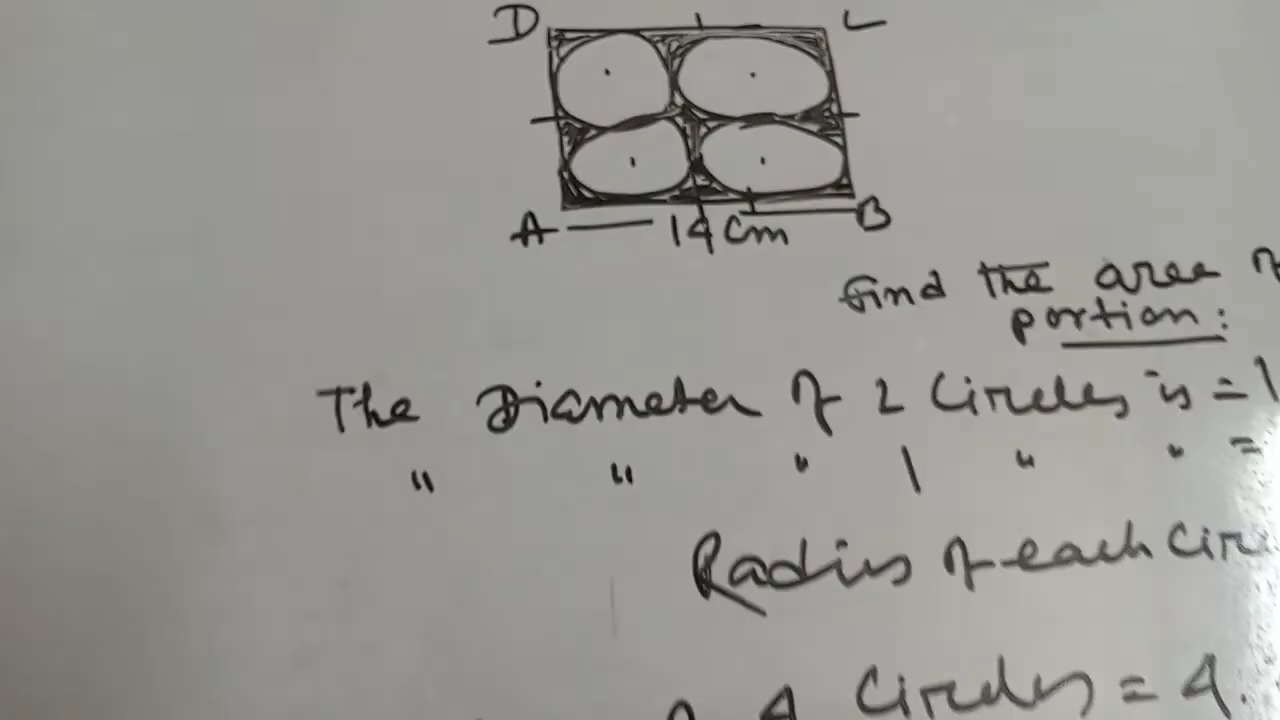 D C
A 14 cm B
find the area of
portion:
The Diameter of 2 Circles is = 1
" " " 1 " " =
Radius of each Cir
4 Circles = 4.